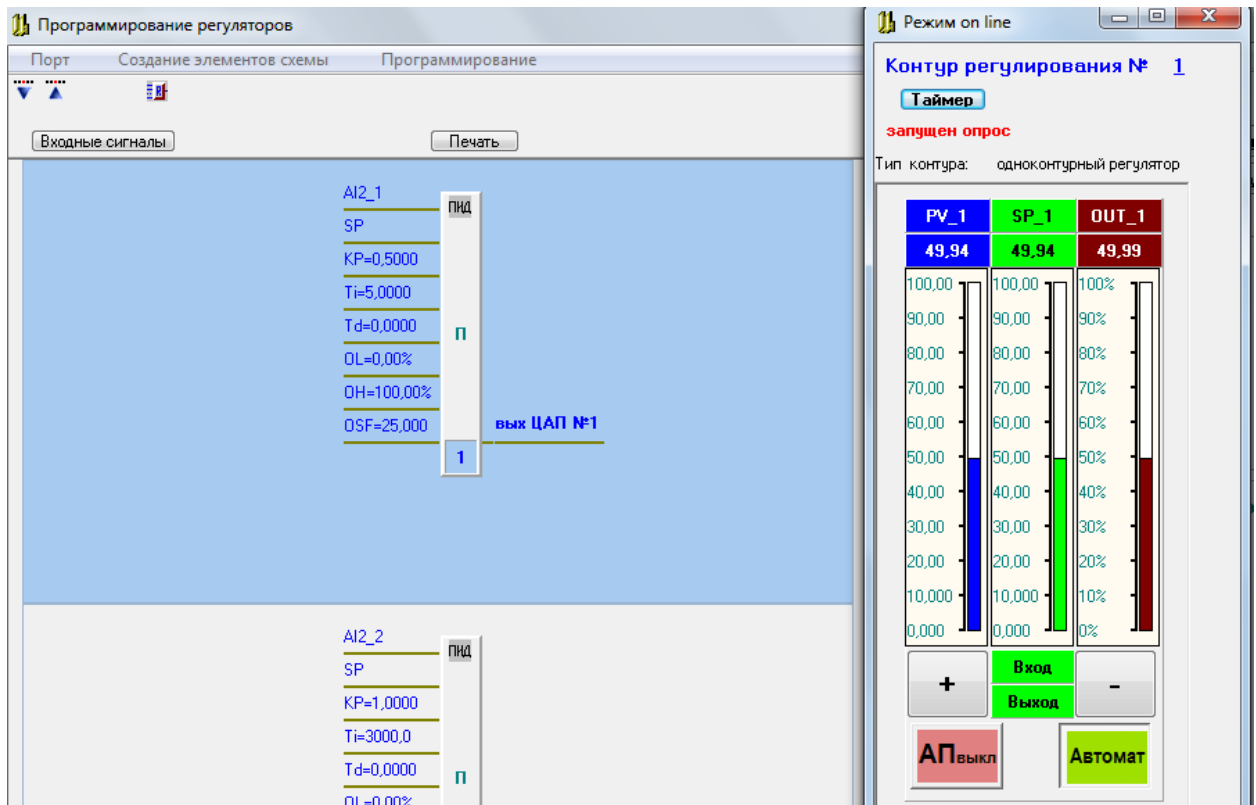 Программирование регуляторов
Порт Создание элементов схемы Программирование
Входные сигналы Печать
AI2_1
ПИД
SP
KP=0,5000
Ti=5,0000
Td=0,0000
П
OL=0,00%
OH=100,00%
OSF=25,000
вых ЦАП №1
1
AI2_2
ПИД
SP
KP=1,0000
Ti=3000,0
Td=0,0000
П
OL=0,00%
Режим on line
Контур регулирования № 1
Таймер
запущен опрос
Тип контура: одноконтурный регулятор
PV_1 SP_1 OUT_1
49,94 49,94 49,99
100,00 100,00 100%
90,00 90,00 90%
80,00 80,00 80%
70,00 70,00 70%
60,00 60,00 60%
50,00 50,00 50%
40,00 40,00 40%
30,00 30,00 30%
20,00 20,00 20%
10,000 10,000 10%
0,000 0,000 0%
+ Вход -
Выход
АПвыкл Автомат